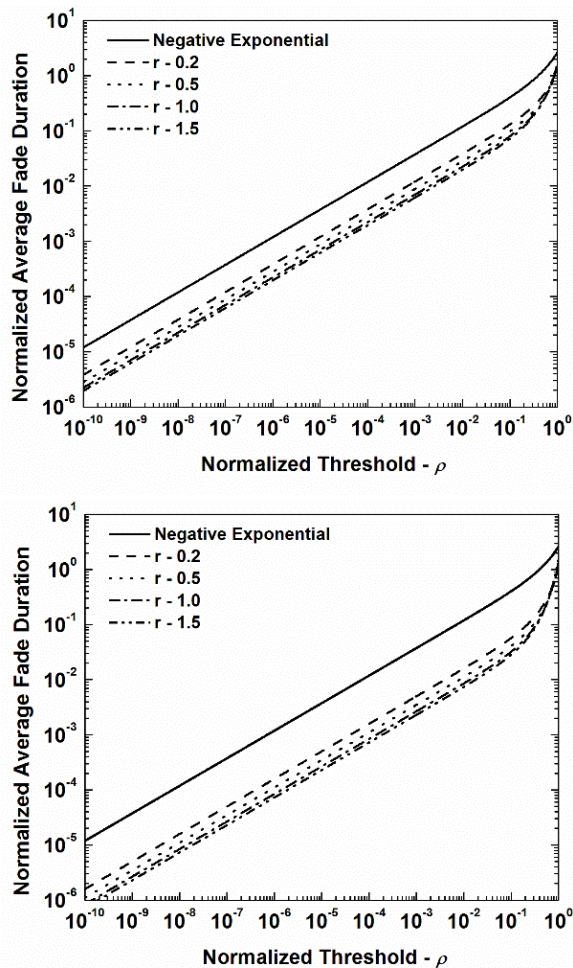 10^1
10^0
10^-1
10^-2
10^-3
10^-4
10^-5
10^-6
Normalized Average Fade Duration
Negative Exponential
r - 0.2
r - 0.5
r - 1.0
r - 1.5
10^-10 10^-9 10^-8 10^-7 10^-6 10^-5 10^-4 10^-3 10^-2 10^-1 10^0
Normalized Threshold - ρ
10^1
10^0
10^-1
10^-2
10^-3
10^-4
10^-5
10^-6
Normalized Average Fade Duration
Negative Exponential
r - 0.2
r - 0.5
r - 1.0
r - 1.5
10^-10 10^-9 10^-8 10^-7 10^-6 10^-5 10^-4 10^-3 10^-2 10^-1 10^0
Normalized Threshold - ρ